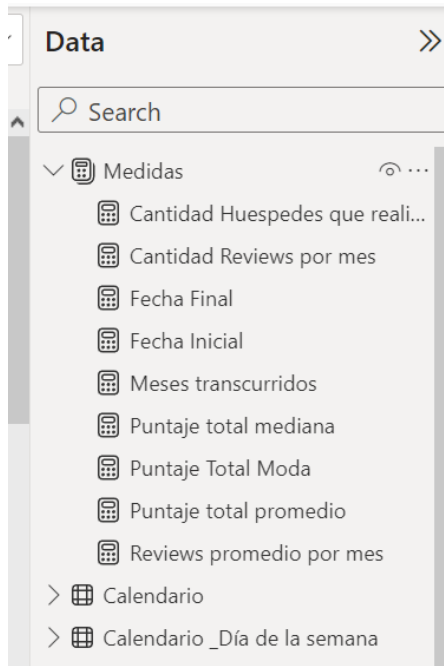 Data
Search
Medidas
Cantidad Huespedes que reali...
Cantidad Reviews por mes
Fecha Final
Fecha Inicial
Meses transcurridos
Puntaje total mediana
Puntaje Total Moda
Puntaje total promedio
Reviews promedio por mes
Calendario
Calendario _Día de la semana